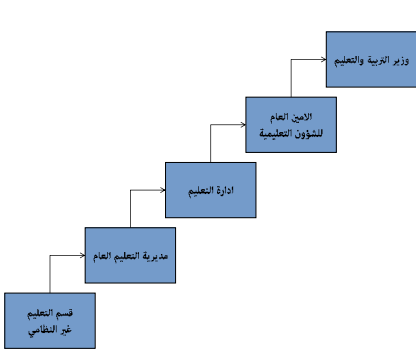 وزير التربية والتعليم
الامين العام
للشؤون التعليمية
ادارة التعليم
مديرية التعليم العام
قسم التعليم
غير النظامي